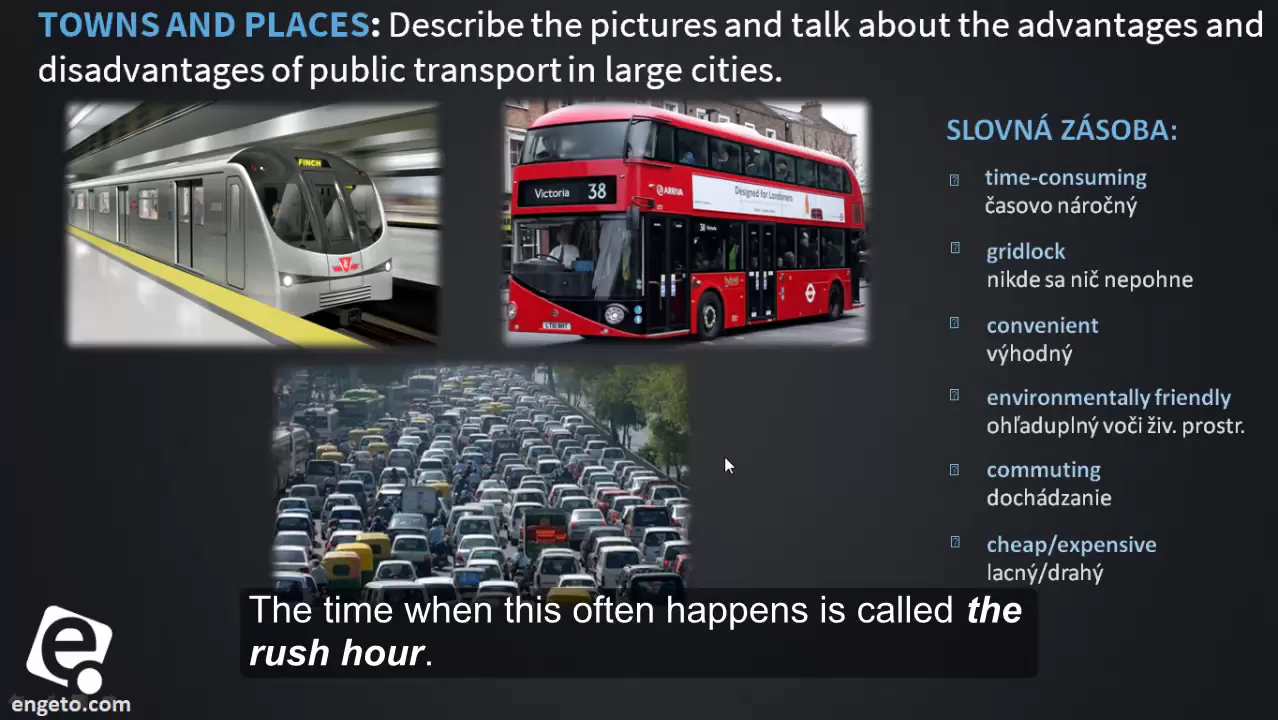 TOWNS AND PLACES: Describe the pictures and talk about the advantages and
disadvantages of public transport in large cities.
FINCH
Victoria 38
ARRIVA
Designed for Londoners
38 Victoria
SLOVNÁ ZÁSOBA:
time-consuming
časovo náročný
gridlock
nikde sa nič nepohne
convenient
výhodný
environmentally friendly
ohľaduplný voči živ. prostr.
commuting
dochádzanie
cheap/expensive
lacný/drahý
The time when this often happens is called the
rush hour.
e
engeto.com